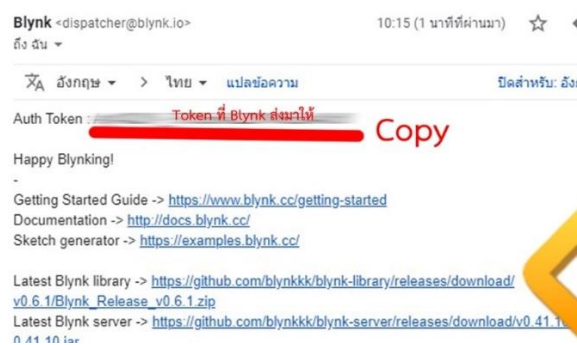 Blynk <dispatcher@blynk.io> 10:15 (1 นาทีที่ผ่านมา)
ถึง ฉัน
อังกฤษ > ไทย แปลข้อความ ปิดสำหรับ: อัง
Auth Token : Token ที่ Blynk ส่งมาให้
Copy
Happy Blynking!
-
Getting Started Guide -> https://www.blynk.cc/getting-started
Documentation -> http://docs.blynk.cc/
Sketch generator -> https://examples.blynk.cc/
Latest Blynk library -> https://github.com/blynkkk/blynk-library/releases/download/
v0.6.1/Blynk_Release_v0.6.1.zip
Latest Blynk server -> https://github.com/blynkkk/blynk-server/releases/download/v0.41.1
0.41.10.jar